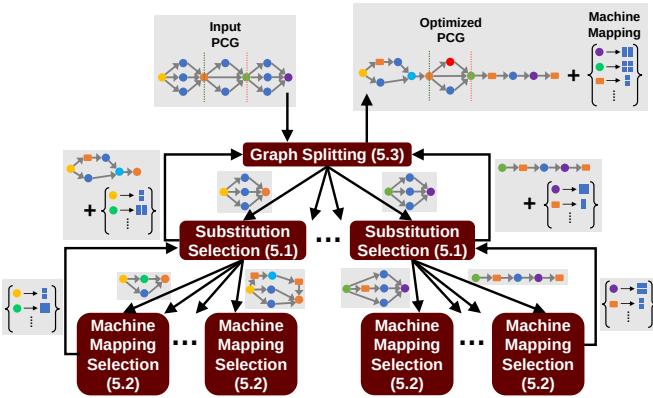 Input
PCG
Optimized
PCG
Machine
Mapping
+
Graph Splitting (5.3)
+
+
Substitution
Selection (5.1)
...
Substitution
Selection (5.1)
Machine
Mapping
Selection
(5.2)
...
Machine
Mapping
Selection
(5.2)
Machine
Mapping
Selection
(5.2)
...
Machine
Mapping
Selection
(5.2)